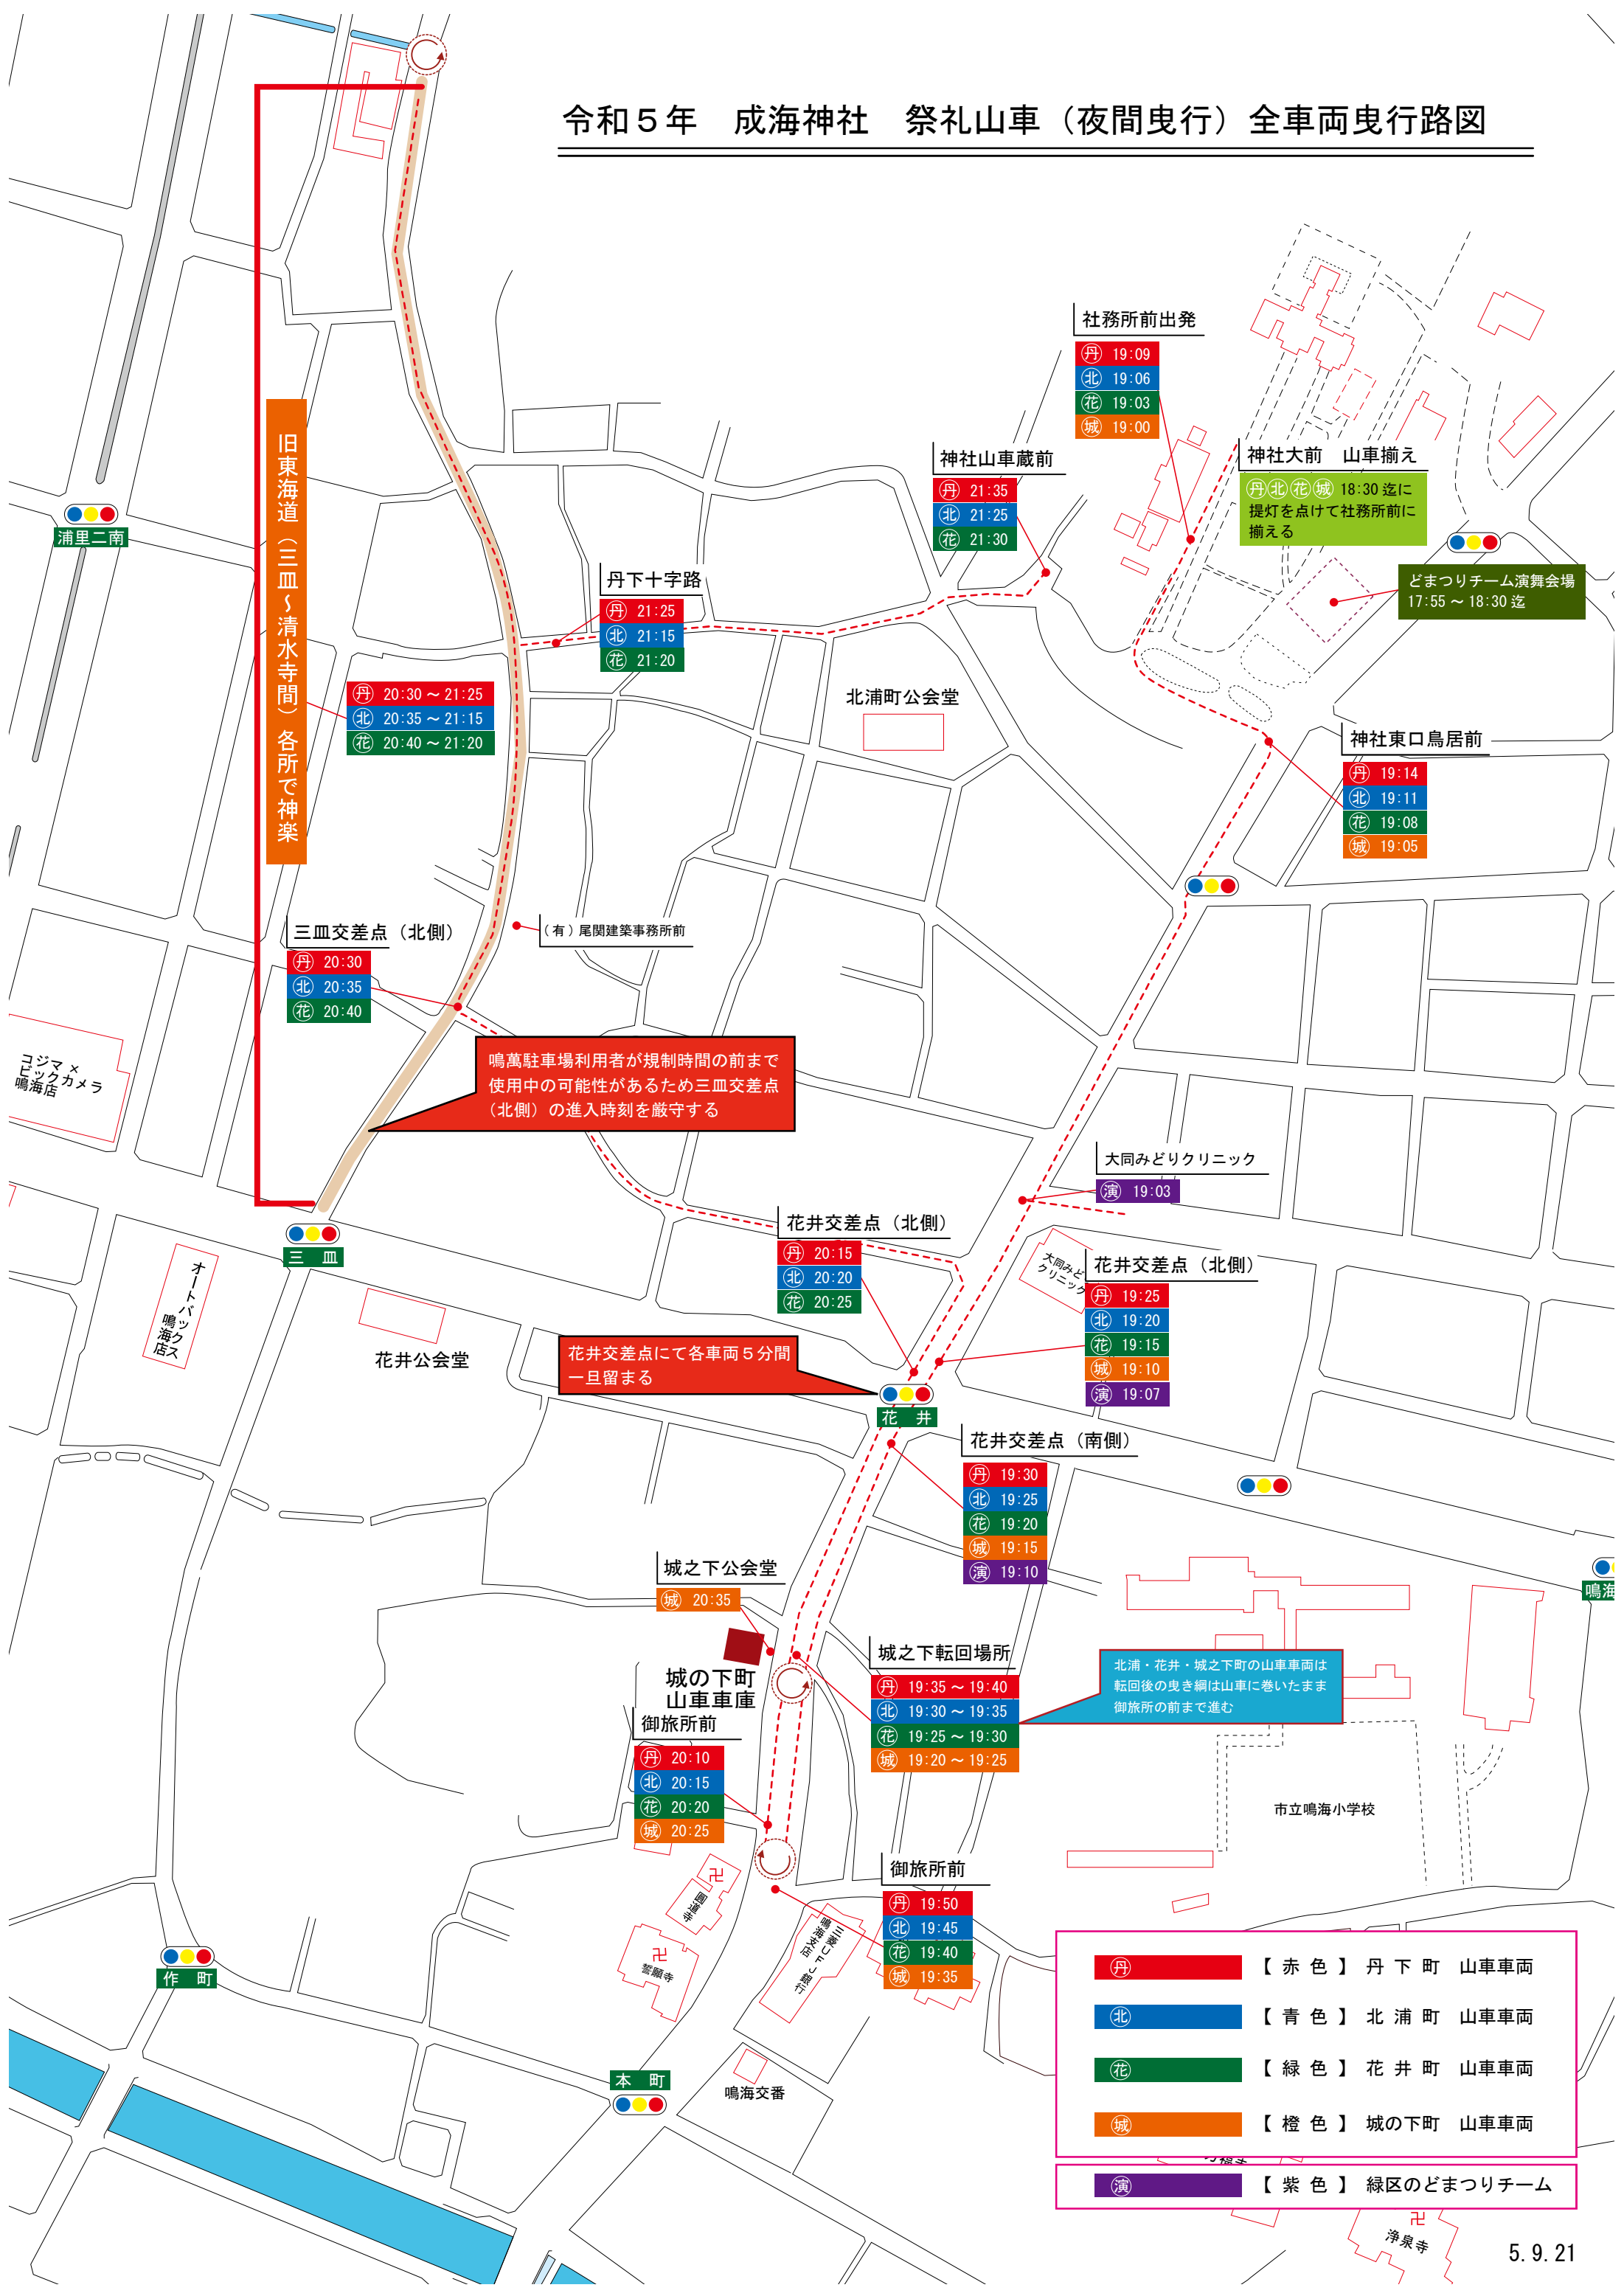 令和５年　成海神社　祭礼山車（夜間曳行）全車両曳行路図
社務所前出発
丹 19:09
北 19:06
花 19:03
城 19:00
神社山車蔵前
丹 21:35
北 21:25
花 21:30
神社大前　山車揃え
丹北花城 18:30 迄に
提灯を点けて社務所前に
揃える
どまつりチーム演舞会場
17:55 ～ 18:30 迄
浦里二南
旧東海道（三皿～清水寺間）各所で神楽
丹下十字路
丹 21:25
北 21:15
花 21:20
丹 20:30 ～ 21:25
北 20:35 ～ 21:15
花 20:40 ～ 21:20
北浦町公会堂
神社東口鳥居前
丹 19:14
北 19:11
花 19:08
城 19:05
三皿交差点（北側）
丹 20:30
北 20:35
花 20:40
（有）尾関建築事務所前
コジマ×
ビックカメラ
鳴海店
鳴萬駐車場利用者が規制時間の前まで
使用中の可能性があるため三皿交差点
（北側）の進入時刻を厳守する
大同みどりクリニック
演 19:03
三　皿
オートバックス
鳴海店
花井公会堂
花井交差点（北側）
丹 20:15
北 20:20
花 20:25
大同みど
クリニック
花井交差点（北側）
丹 19:25
北 19:20
花 19:15
城 19:10
演 19:07
花井交差点にて各車両５分間
一旦留まる
花　井
花井交差点（南側）
丹 19:30
北 19:25
花 19:20
城 19:15
演 19:10
鳴海
城之下公会堂
城 20:35
城の下町
山車車庫
城之下転回場所
丹 19:35 ～ 19:40
北 19:30 ～ 19:35
花 19:25 ～ 19:30
城 19:20 ～ 19:25
北浦・花井・城之下町の山車車両は
転回後の曳き綱は山車に巻いたまま
御旅所の前まで進む
御旅所前
丹 20:10
北 20:15
花 20:20
城 20:25
市立鳴海小学校
御旅所前
丹 19:50
北 19:45
花 19:40
城 19:35
圓道寺
誓願寺
三菱ＵＦＪ銀行
鳴海支店
作　町
本　町
鳴海交番
丹 【 赤 色 】 丹 下 町　山車車両
北 【 青 色 】 北 浦 町　山車車両
花 【 緑 色 】 花 井 町　山車車両
城 【 橙 色 】 城の下町　山車車両
演 【 紫 色 】 緑区のどまつりチーム
浄泉寺
5.9.21